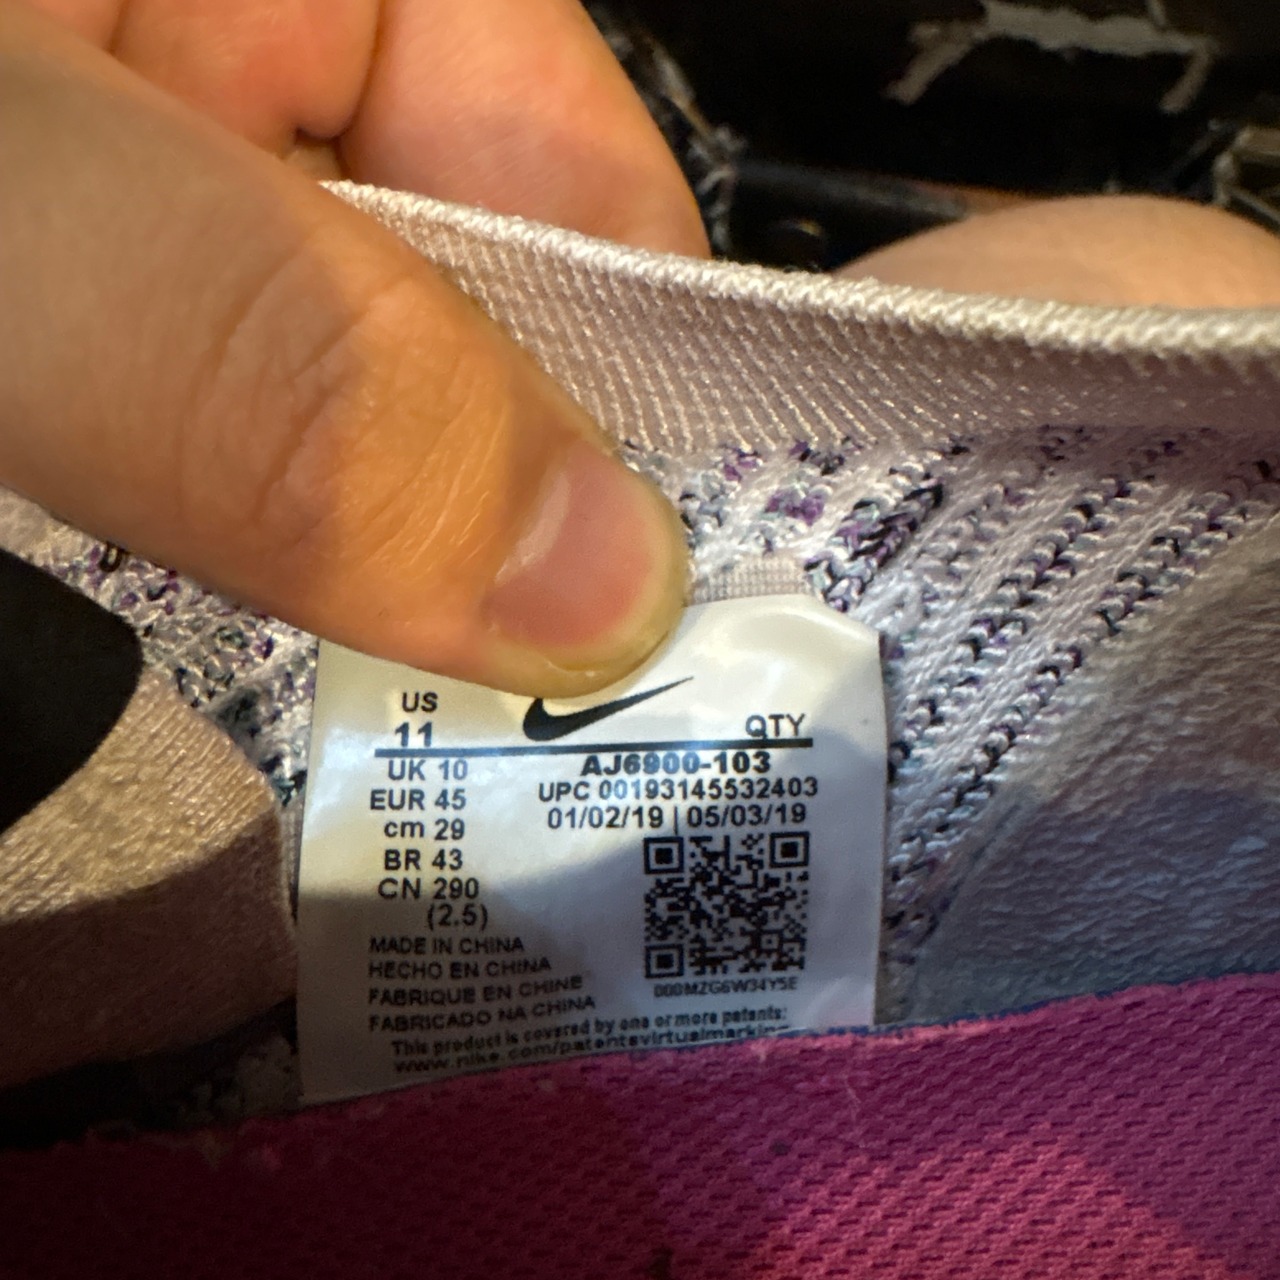 US
11
QTY
UK 10
EUR 45
cm 29
BR 43
CN 290
(2.5)
AJ6900-103
UPC 00193145532403
01/02/19 | 05/03/19
000MZG6W34Y5E
MADE IN CHINA
HECHO EN CHINA
FABRIQUE EN CHINE
FABRICADO NA CHINA
This product is covered by one or more patents:
www.nike.com/patentsvirtualmarking